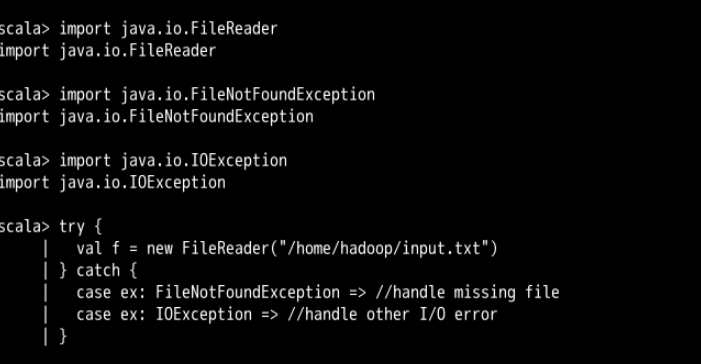 scala> import java.io.FileReader
import java.io.FileReader
scala> import java.io.FileNotFoundException
import java.io.FileNotFoundException
scala> import java.io.IOException
import java.io.IOException
scala> try {
     |   val f = new FileReader("/home/hadoop/input.txt")
     | } catch {
     |   case ex: FileNotFoundException => //handle missing file
     |   case ex: IOException => //handle other I/O error
     | }